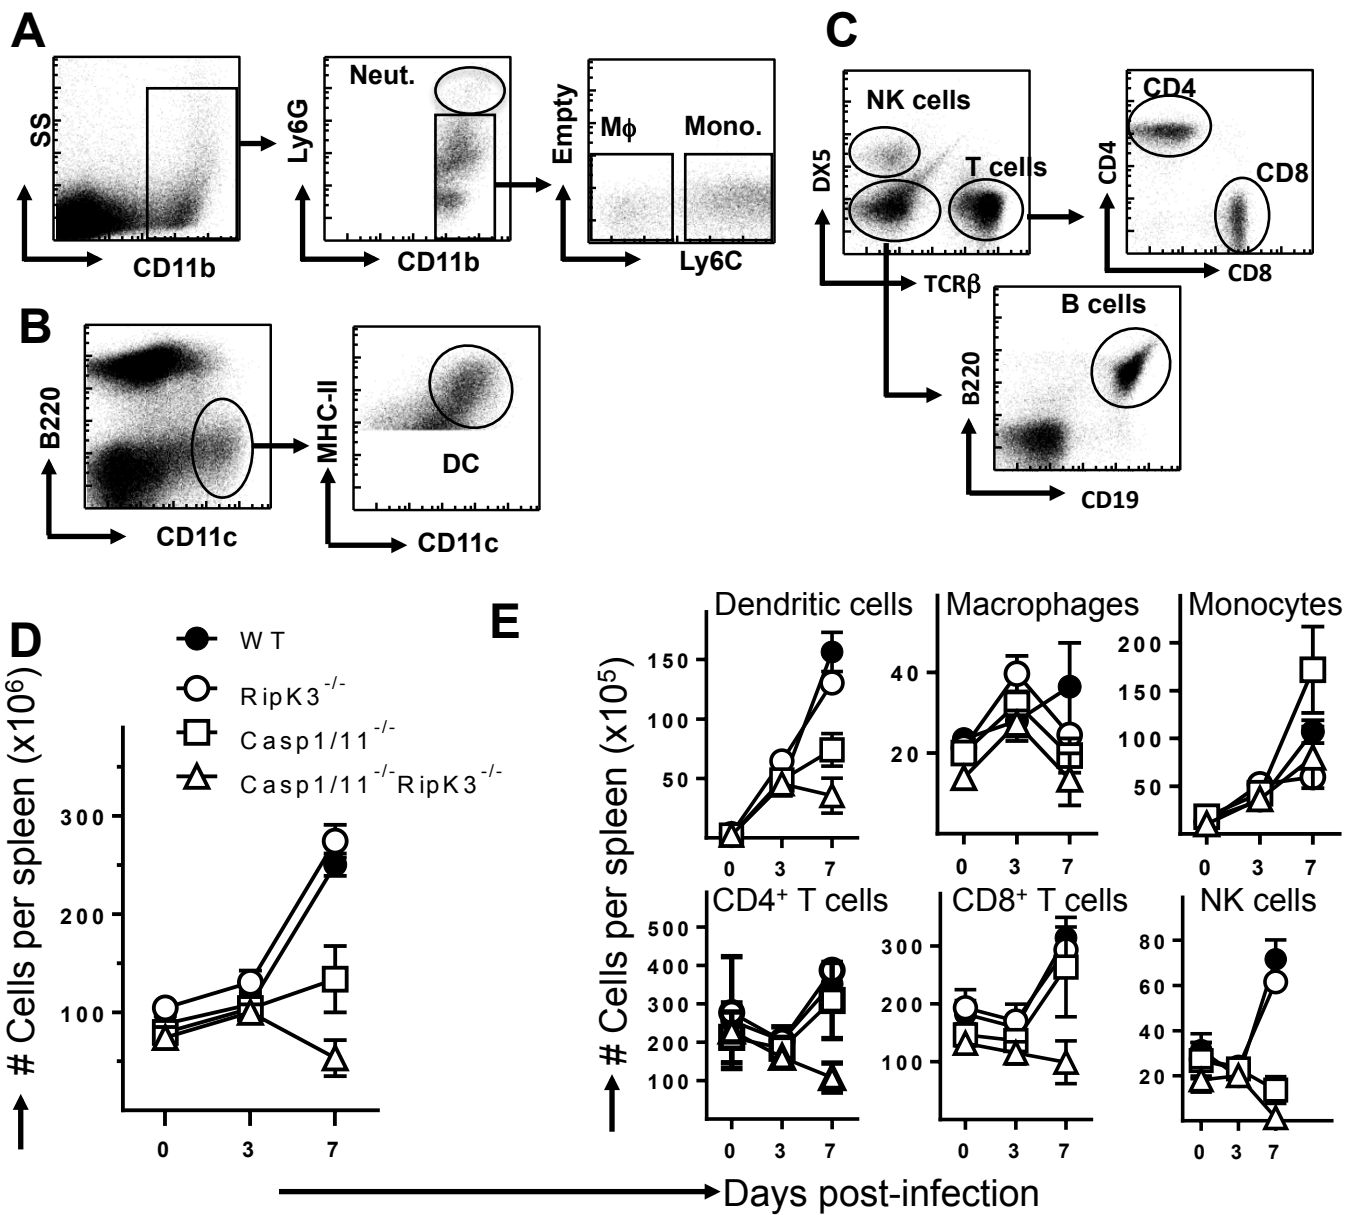 A
SS
CD11b
Neut.
Ly6G
CD11b
Mϕ Mono.
Empty
Ly6C
B
B220
CD11c
MHC-II
DC
CD11c
C
NK cells
T cells
DX5
TCRβ
CD4
CD8
CD4
CD8
B cells
B220
CD19
D
WT
RipK3-/-
Casp1/11-/-
Casp1/11-/-RipK3-/-
# Cells per spleen (x10⁶)
300
200
100
0 3 7
E
# Cells per spleen (x10⁵)
Dendritic cells
150
100
50
0 3 7
Macrophages
40
20
0 3 7
Monocytes
200
150
100
50
0 3 7
CD4⁺ T cells
500
400
300
200
100
0 3 7
CD8⁺ T cells
300
200
100
0 3 7
NK cells
80
60
40
20
0 3 7
Days post-infection